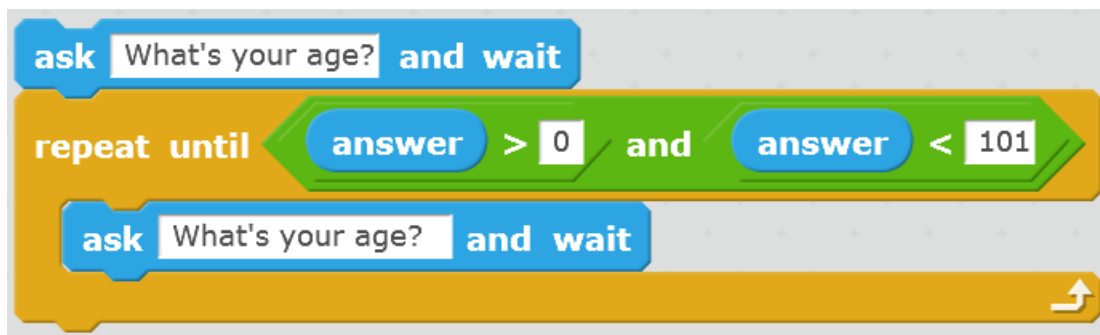 ask What's your age? and wait
repeat until answer > 0 and answer < 101
ask What's your age? and wait